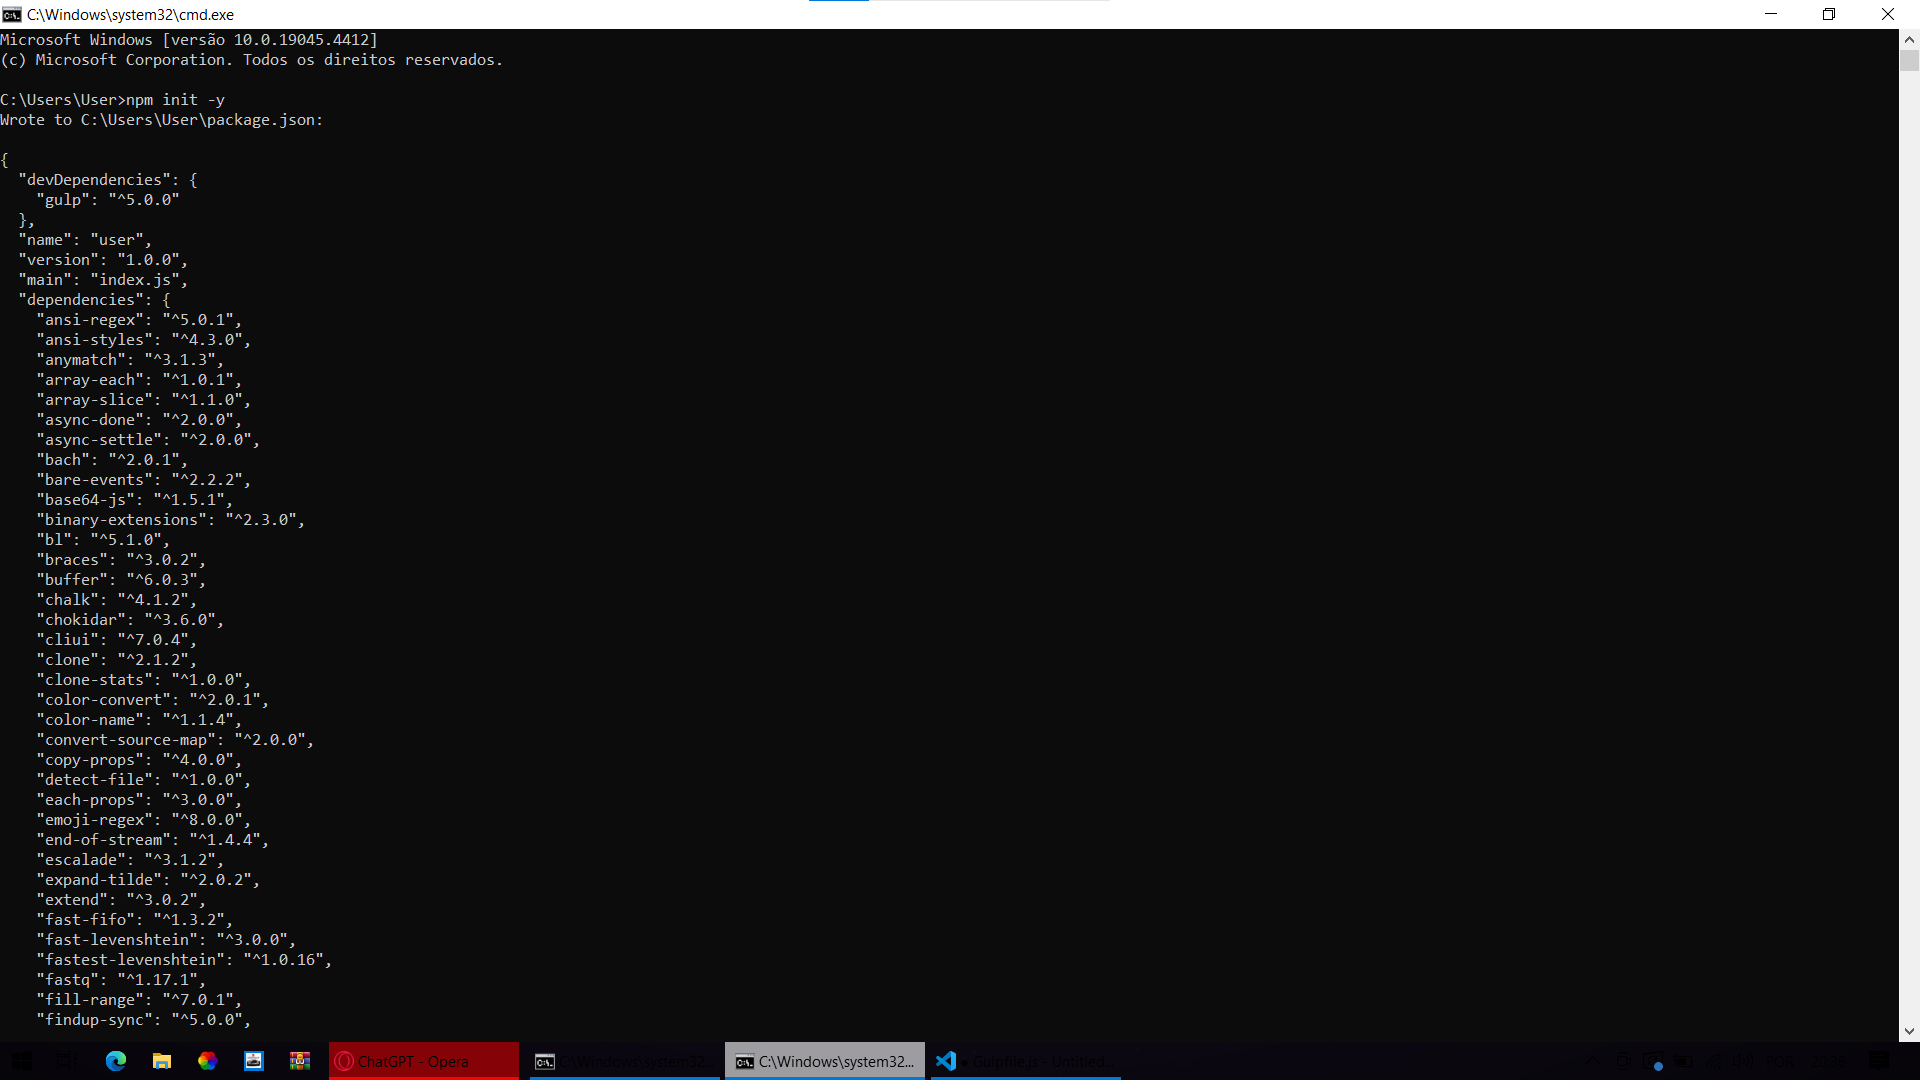 C:\Windows\system32\cmd.exe
Microsoft Windows [versão 10.0.19045.4412]
(c) Microsoft Corporation. Todos os direitos reservados.
C:\Users\User>npm init -y
Wrote to C:\Users\User\package.json:
{
  "devDependencies": {
    "gulp": "^5.0.0"
  },
  "name": "user",
  "version": "1.0.0",
  "main": "index.js",
  "dependencies": {
    "ansi-regex": "^5.0.1",
    "ansi-styles": "^4.3.0",
    "anymatch": "^3.1.3",
    "array-each": "^1.0.1",
    "array-slice": "^1.1.0",
    "async-done": "^2.0.0",
    "async-settle": "^2.0.0",
    "bach": "^2.0.1",
    "bare-events": "^2.2.2",
    "base64-js": "^1.5.1",
    "binary-extensions": "^2.3.0",
    "bl": "^5.1.0",
    "braces": "^3.0.2",
    "buffer": "^6.0.3",
    "chalk": "^4.1.2",
    "chokidar": "^3.6.0",
    "cliui": "^7.0.4",
    "clone": "^2.1.2",
    "clone-stats": "^1.0.0",
    "color-convert": "^2.0.1",
    "color-name": "^1.1.4",
    "convert-source-map": "^2.0.0",
    "copy-props": "^4.0.0",
    "detect-file": "^1.0.0",
    "each-props": "^3.0.0",
    "emoji-regex": "^8.0.0",
    "end-of-stream": "^1.4.4",
    "escalade": "^3.1.2",
    "expand-tilde": "^2.0.2",
    "extend": "^3.0.2",
    "fast-fifo": "^1.3.2",
    "fast-levenshtein": "^3.0.0",
    "fastest-levenshtein": "^1.0.16",
    "fastq": "^1.17.1",
    "fill-range": "^7.0.1",
    "findup-sync": "^5.0.0",
ChatGPT - Opera
C:\Windows\system32...
C:\Windows\system32...
Gulpfile.js - Untitled...